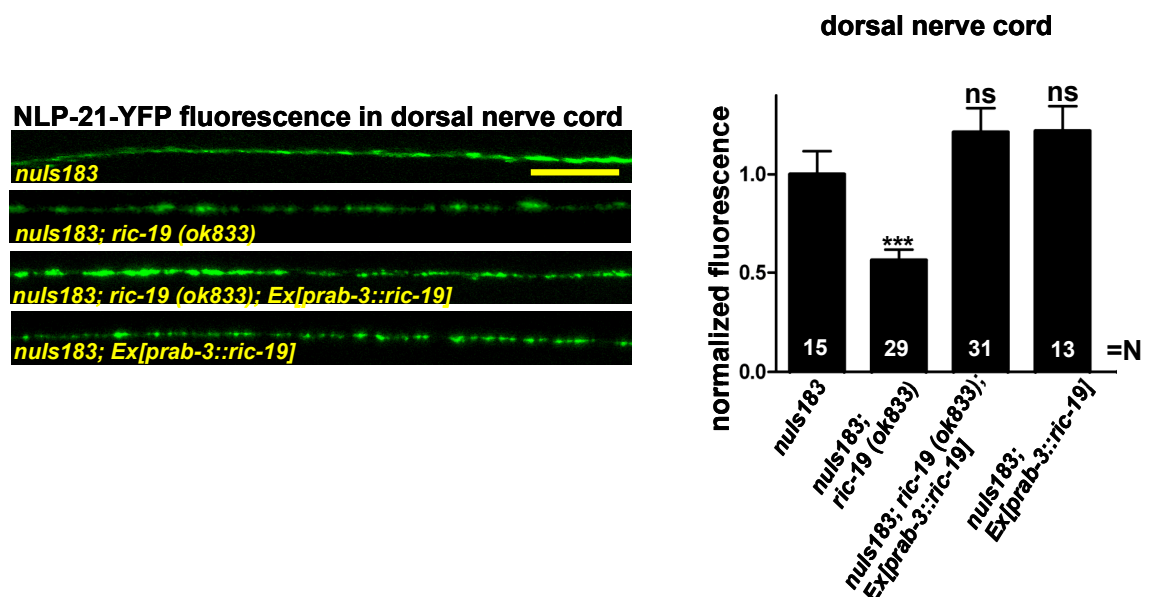 NLP-21-YFP fluorescence in dorsal nerve cord
nuIs183
nuIs183; ric-19 (ok833)
nuIs183; ric-19 (ok833); Ex[prab-3::ric-19]
nuIs183; Ex[prab-3::ric-19]
dorsal nerve cord
normalized fluorescence
1.0
0.5
0.0
***
ns
ns
15
29
31
13
=N
nuIs183
nuIs183;
ric-19 (ok833)
nuIs183; ric-19 (ok833);
Ex[prab-3::ric-19]
nuIs183;
Ex[prab-3::ric-19]